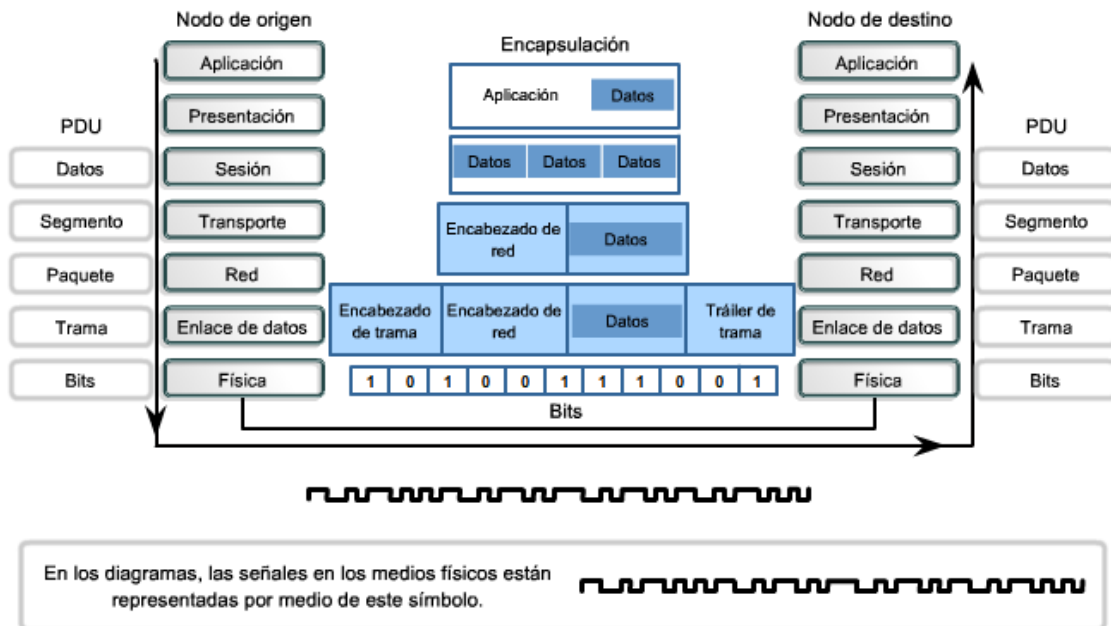 Nodo de origen
Nodo de destino
Encapsulación
Aplicación
Aplicación
Datos
Aplicación
Presentación
Presentación
PDU
PDU
Datos
Sesión
Datos
Datos
Datos
Sesión
Datos
Segmento
Transporte
Encabezado de
red
Datos
Transporte
Segmento
Paquete
Red
Red
Paquete
Trama
Enlace de datos
Encabezado
de trama
Encabezado de
red
Datos
Tráiler de
trama
Enlace de datos
Trama
Bits
Física
1 0 1 0 0 1 1 1 0 0 1
Física
Bits
Bits
En los diagramas, las señales en los medios físicos están
representadas por medio de este símbolo.